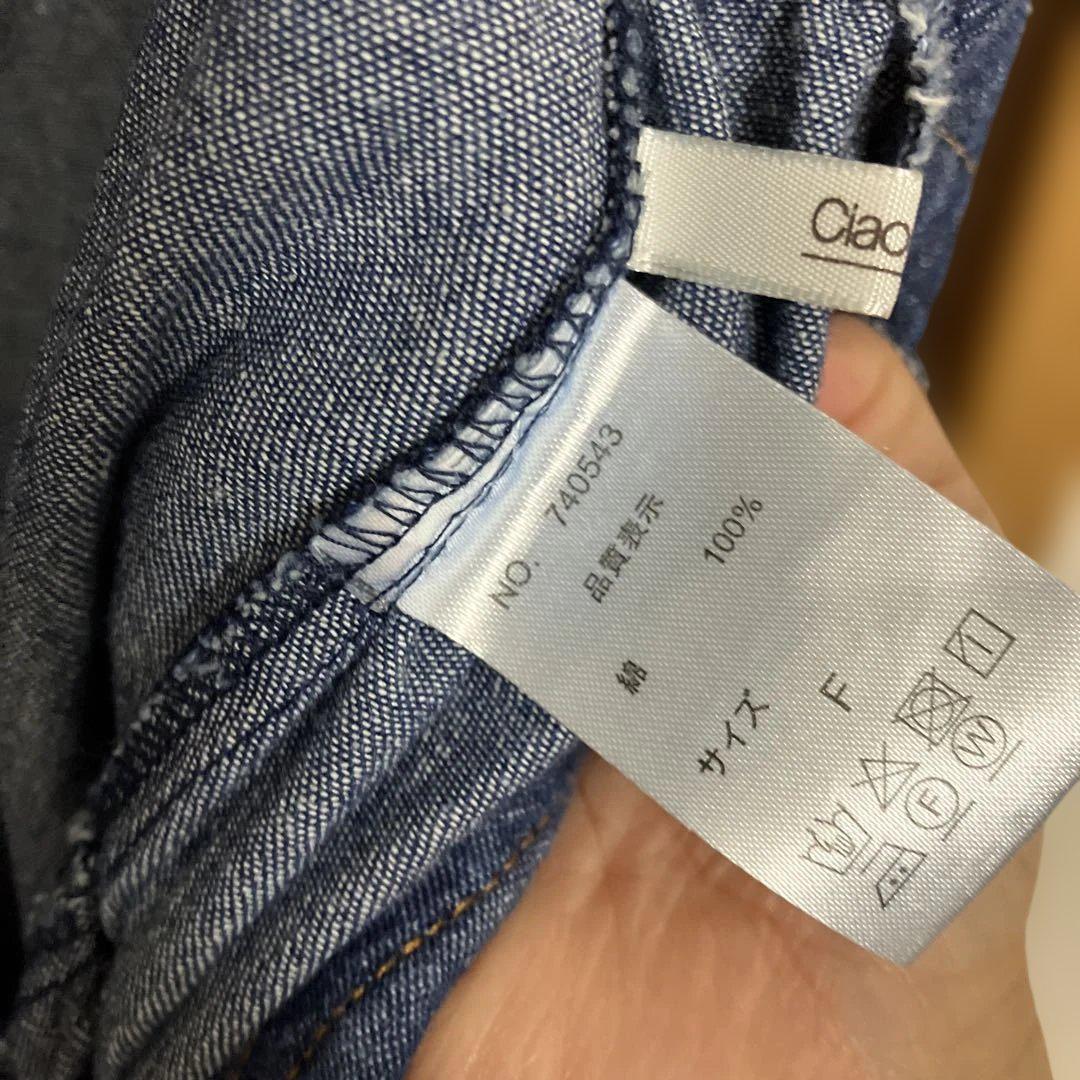 Ciao
NO. 740543
品質表示
綿 100%
サイズ
F